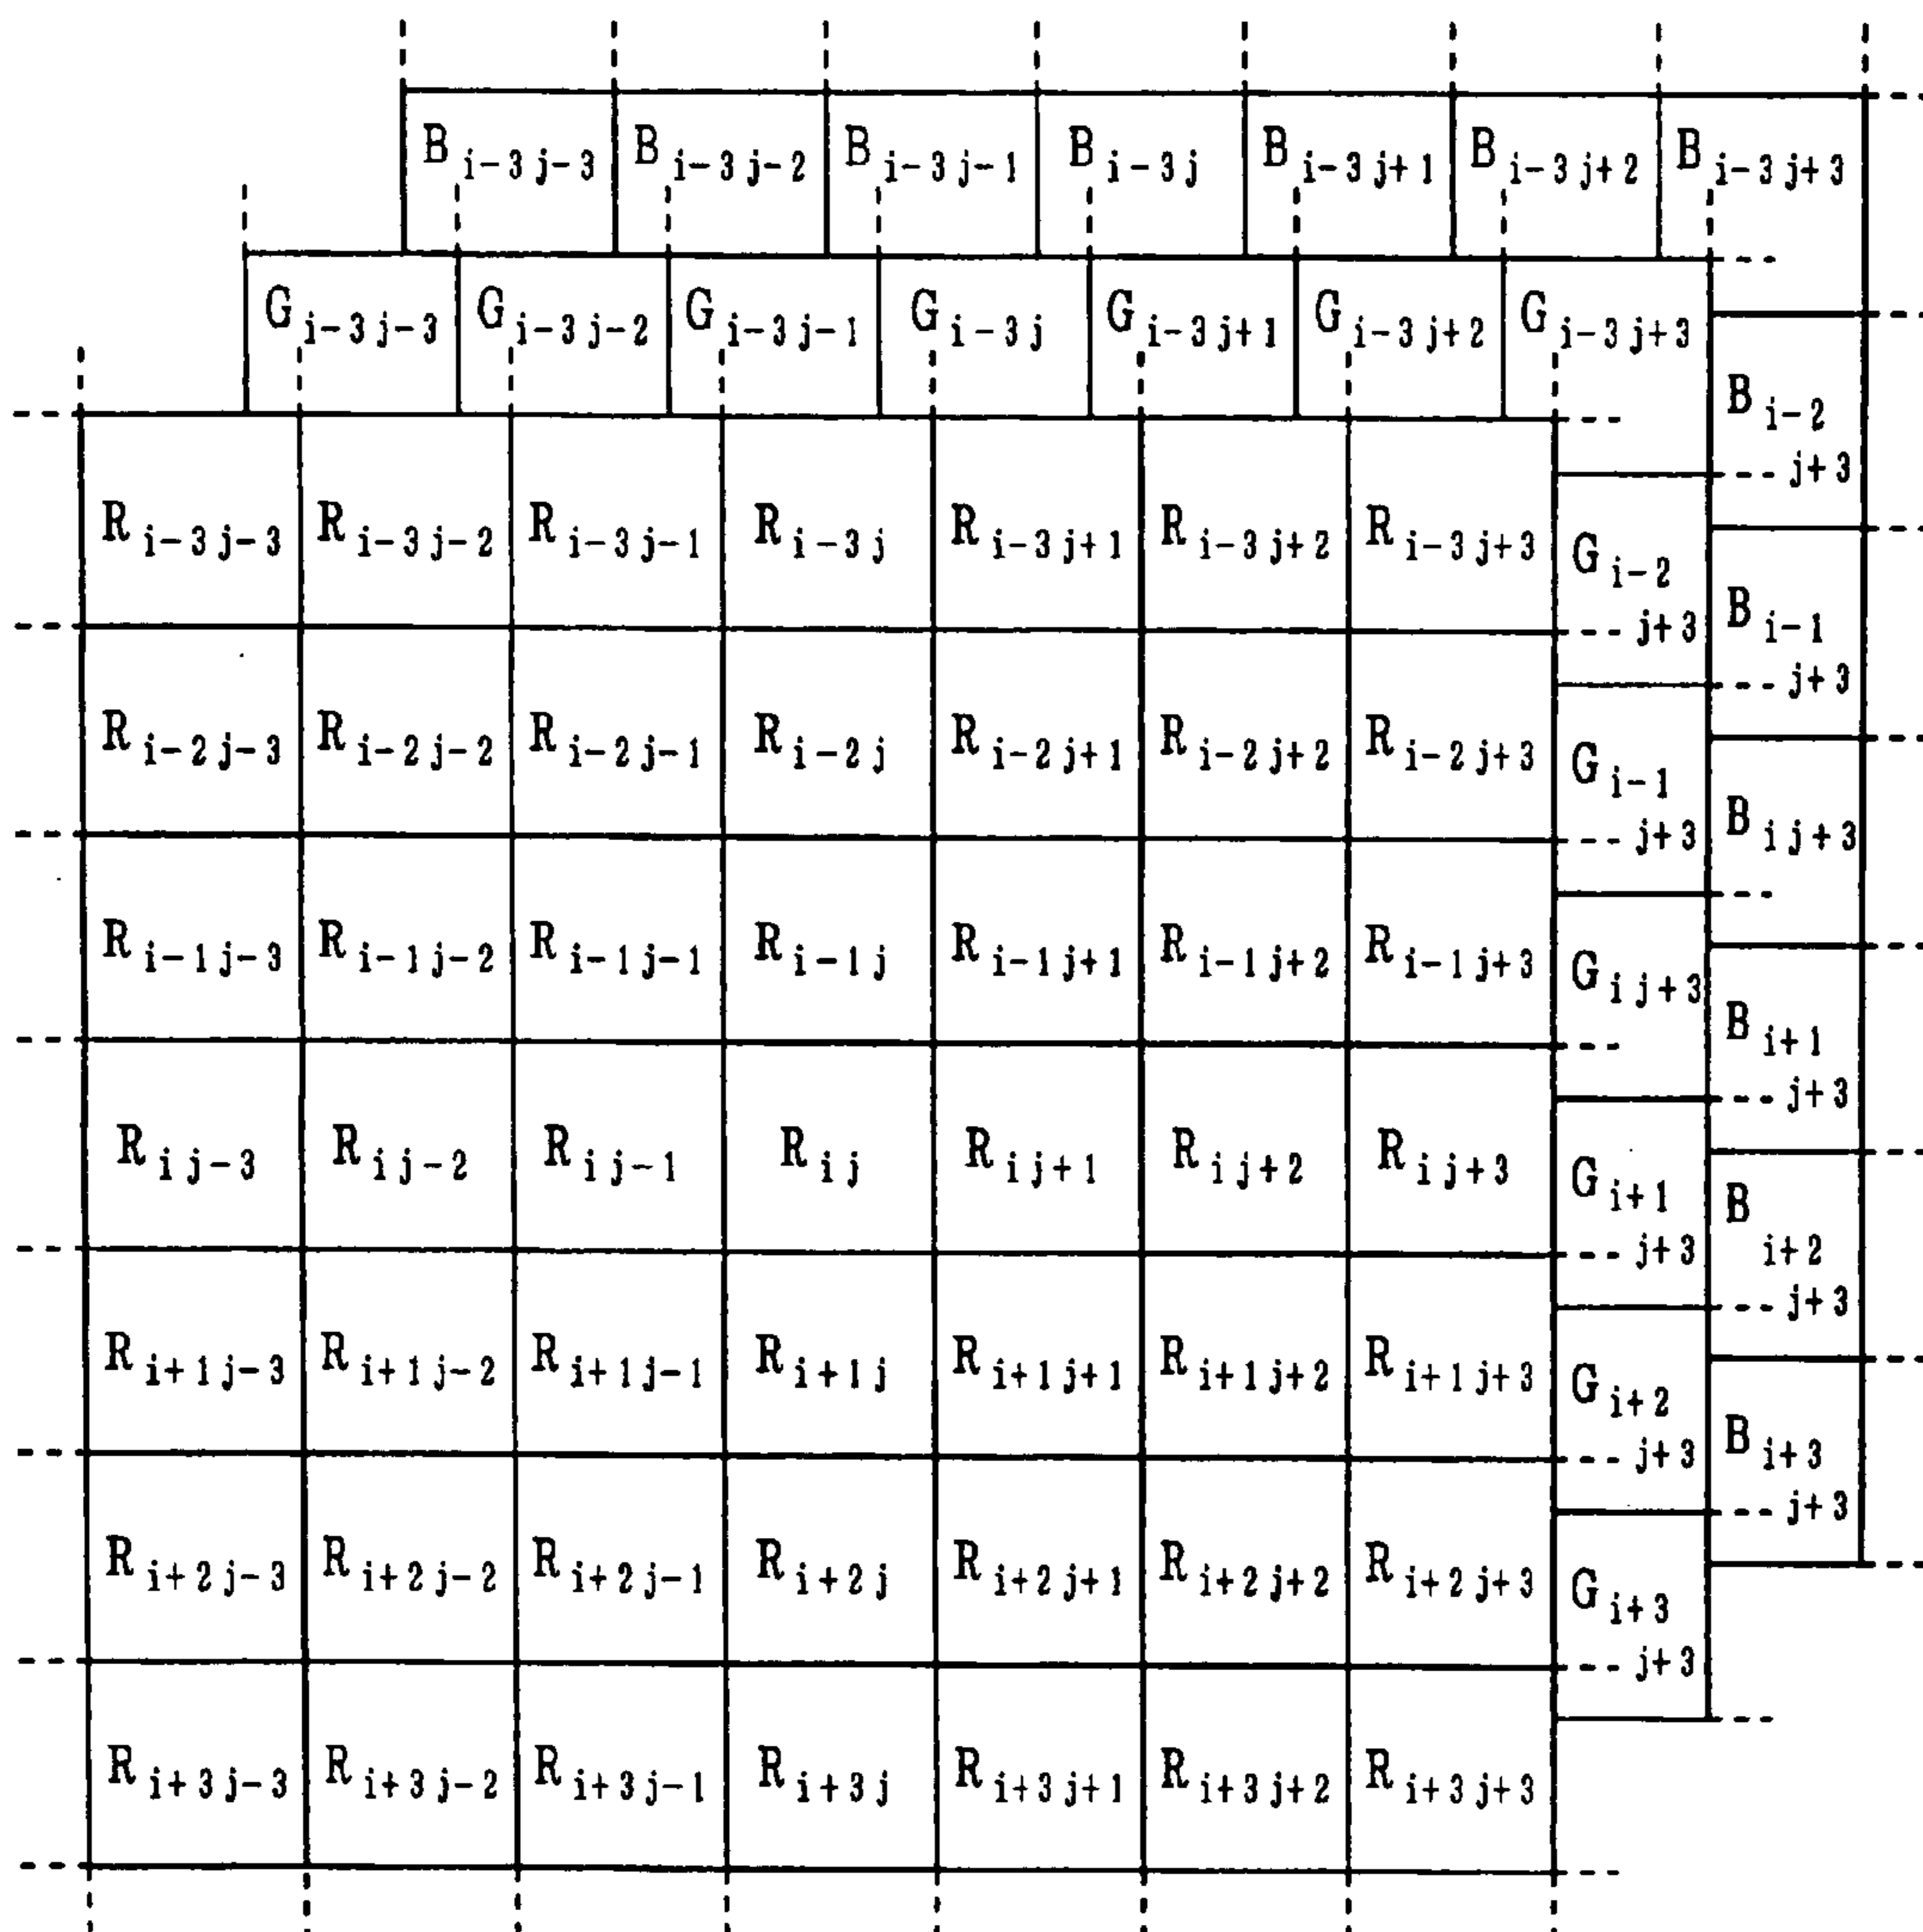 B i-3 j-3 B i-3 j-2 B i-3 j-1 B i-3 j B i-3 j+1 B i-3 j+2 B i-3 j+3
G i-3 j-3 G i-3 j-2 G i-3 j-1 G i-3 j G i-3 j+1 G i-3 j+2 G i-3 j+3
B i-2
j+3
R i-3 j-3 R i-3 j-2 R i-3 j-1 R i-3 j R i-3 j+1 R i-3 j+2 R i-3 j+3
G i-2
j+3
B i-1
j+3
R i-2 j-3 R i-2 j-2 R i-2 j-1 R i-2 j R i-2 j+1 R i-2 j+2 R i-2 j+3
G i-1
j+3
B i j+3
R i-1 j-3 R i-1 j-2 R i-1 j-1 R i-1 j R i-1 j+1 R i-1 j+2 R i-1 j+3
G i j+3
B i+1
j+3
R i j-3 R i j-2 R i j-1 R i j R i j+1 R i j+2 R i j+3
G i+1
j+3
B
i+2
j+3
R i+1 j-3 R i+1 j-2 R i+1 j-1 R i+1 j R i+1 j+1 R i+1 j+2 R i+1 j+3
G i+2
j+3
B i+3
j+3
R i+2 j-3 R i+2 j-2 R i+2 j-1 R i+2 j R i+2 j+1 R i+2 j+2 R i+2 j+3
G i+3
j+3
R i+3 j-3 R i+3 j-2 R i+3 j-1 R i+3 j R i+3 j+1 R i+3 j+2 R i+3 j+3